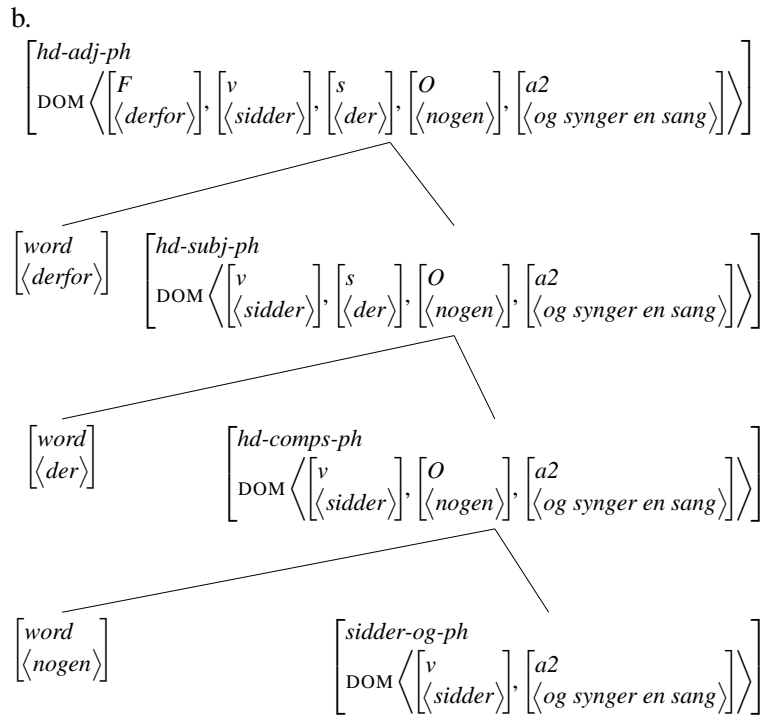 b.
hd-adj-ph
DOM ⟨[F ⟨derfor⟩], [v ⟨sidder⟩], [s ⟨der⟩], [O ⟨nogen⟩], [a2 ⟨og synger en sang⟩]⟩
word hd-subj-ph
⟨derfor⟩ DOM ⟨[v ⟨sidder⟩], [s ⟨der⟩], [O ⟨nogen⟩], [a2 ⟨og synger en sang⟩]⟩
word hd-comps-ph
⟨der⟩ DOM ⟨[v ⟨sidder⟩], [O ⟨nogen⟩], [a2 ⟨og synger en sang⟩]⟩
word sidder-og-ph
⟨nogen⟩ DOM ⟨[v ⟨sidder⟩], [a2 ⟨og synger en sang⟩]⟩